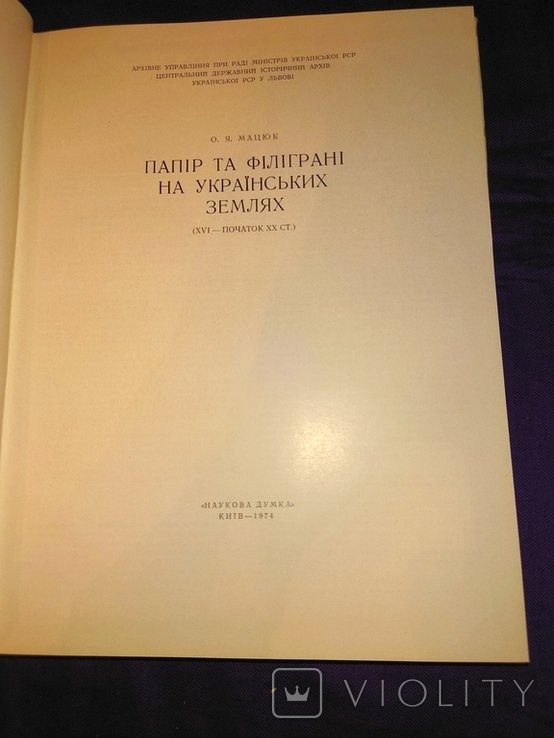 АРХІВНЕ УПРАВЛІННЯ ПРИ РАДІ МІНІСТРІВ УКРАЇНСЬКОЇ РСР
ЦЕНТРАЛЬНИЙ ДЕРЖАВНИЙ ІСТОРИЧНИЙ АРХІВ
УКРАЇНСЬКОЇ РСР У ЛЬВОВІ
О. Я. МАЦЮК
ПАПІР ТА ФІЛІГРАНІ
НА УКРАЇНСЬКИХ
ЗЕМЛЯХ
(XVI — ПОЧАТОК XX СТ.)
«НАУКОВА ДУМКА»
КИЇВ—1974
VIOLITY